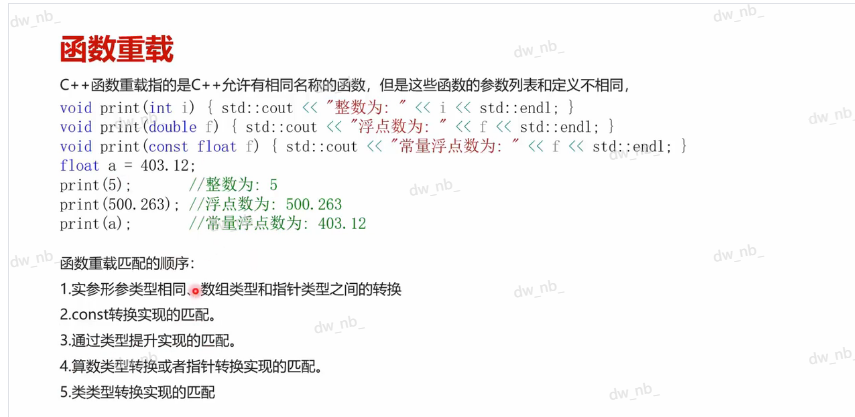 函数重载
C++函数重载指的是C++允许有相同名称的函数，但是这些函数的参数列表和定义不相同，
void print(int i) { std::cout << "整数为: " << i << std::endl; }
void print(double f) { std::cout << "浮点数为: " << f << std::endl; }
void print(const float f) { std::cout << "常量浮点数为: " << f << std::endl; }
float a = 403.12;
print(5); //整数为: 5
print(500.263); //浮点数为: 500.263
print(a); //常量浮点数为: 403.12
函数重载匹配的顺序：
1.实参形参类型相同、数组类型和指针类型之间的转换
2.const转换实现的匹配。
3.通过类型提升实现的匹配。
4.算数类型转换或者指针转换实现的匹配。
5.类类型转换实现的匹配
dw_nb_
dw_nb_
dw_nb_
dw_nb_
dw_nb_
dw_nb_
dw_nb_
dw_nb_
dw_nb_
dw_nb_
dw_nb_
dw_nb_
dw_nb_
dw_nb_